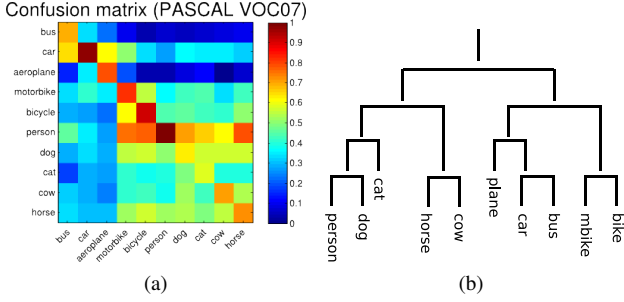 Confusion matrix (PASCAL VOC07)
bus
car
aeroplane
motorbike
bicycle
person
dog
cat
cow
horse
bus car aeroplane motorbike bicycle person dog cat cow horse
1
0.9
0.8
0.7
0.6
0.5
0.4
0.3
0.2
0.1
0
(a)
person dog cat horse cow plane car bus mbike bike
(b)